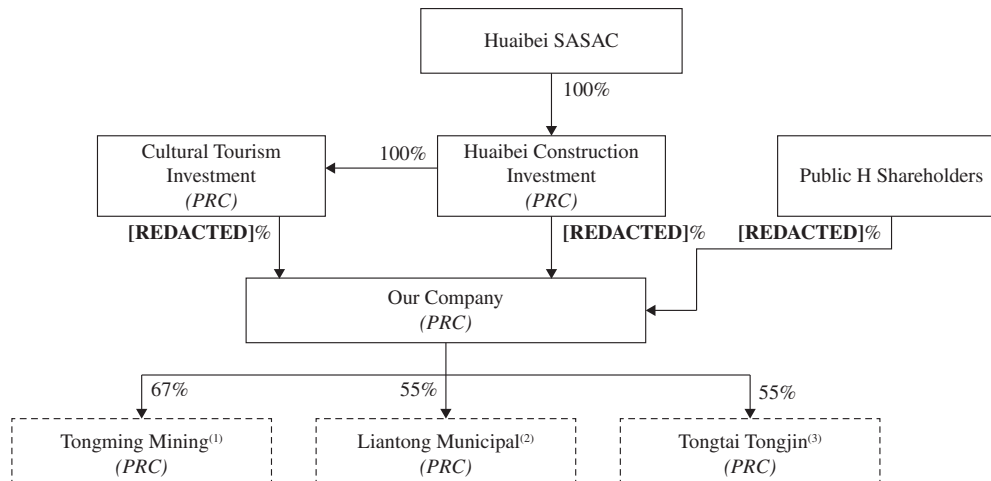 Huaibei SASAC
100%
Cultural Tourism
Investment
(PRC)
100%
Huaibei Construction
Investment
(PRC)
Public H Shareholders
[REDACTED]%
[REDACTED]%
[REDACTED]%
Our Company
(PRC)
67%
55%
55%
Tongming Mining(1)
(PRC)
Liantong Municipal(2)
(PRC)
Tongtai Tongjin(3)
(PRC)